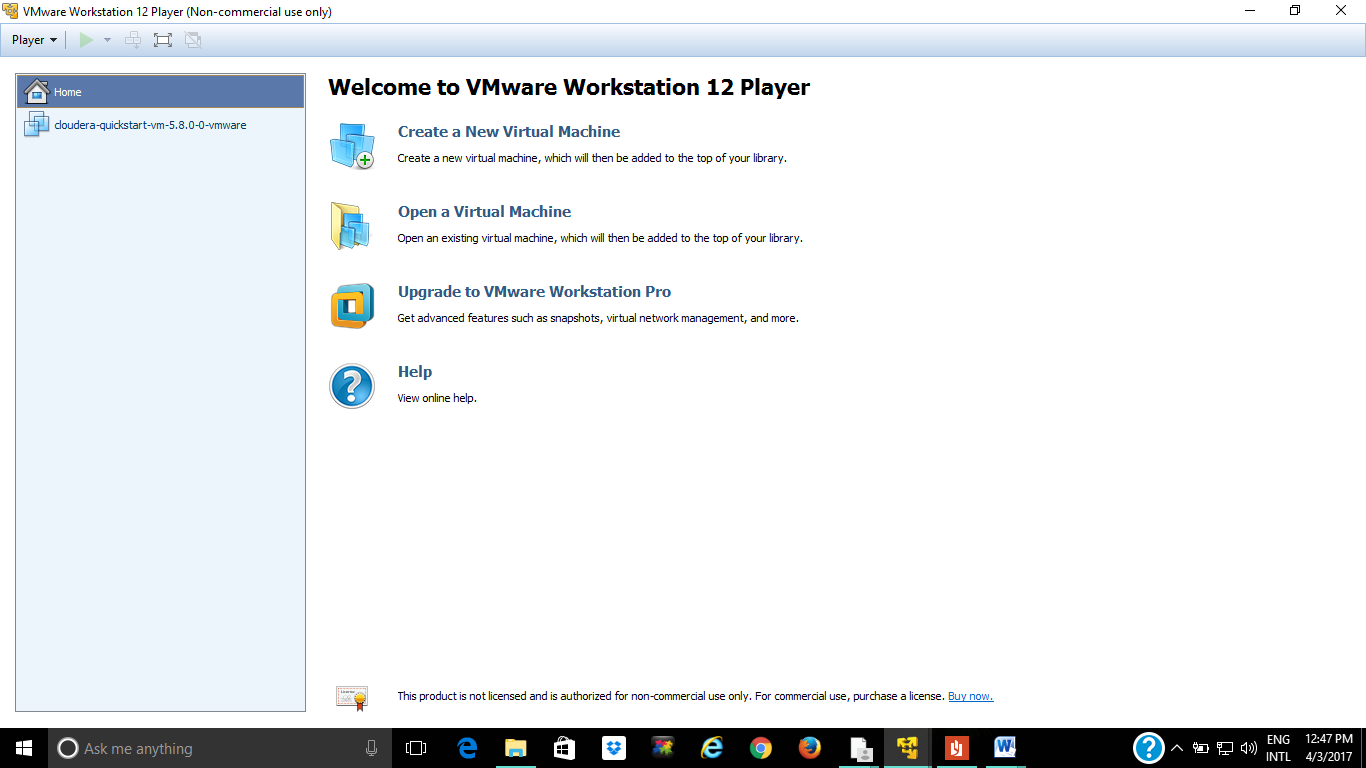 VMware Workstation 12 Player (Non-commercial use only)
Player
Home
cloudera-quickstart-vm-5.8.0-0-vmware
Welcome to VMware Workstation 12 Player
Create a New Virtual Machine
Create a new virtual machine, which will then be added to the top of your library.
Open a Virtual Machine
Open an existing virtual machine, which will then be added to the top of your library.
Upgrade to VMware Workstation Pro
Get advanced features such as snapshots, virtual network management, and more.
Help
View online help.
This product is not licensed and is authorized for non-commercial use only. For commercial use, purchase a license. Buy now.
Ask me anything
ENG
INTL
12:47 PM
4/3/2017